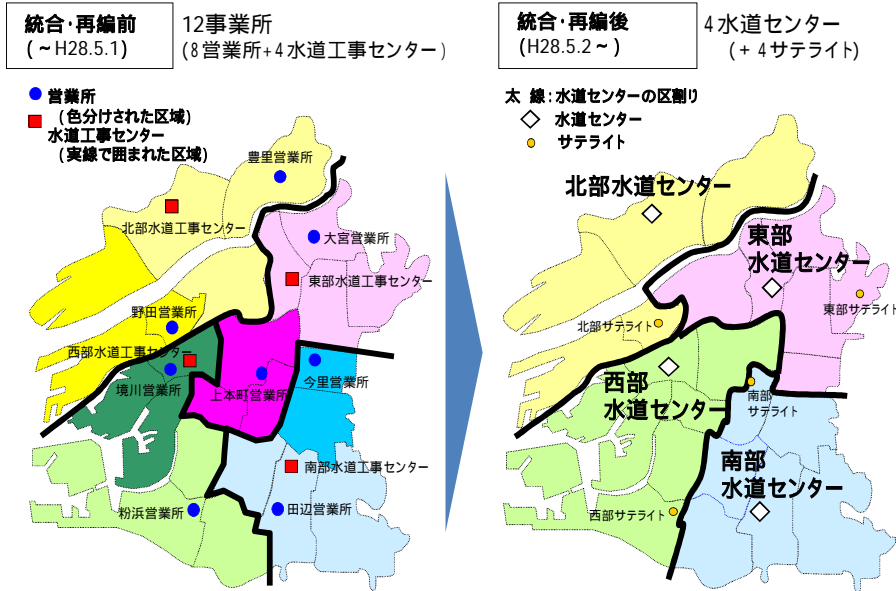 統合・再編前
(～H28.5.1)
12事業所
(8営業所+4水道工事センター)
営業所
(色分けされた区域)
水道工事センター
(実線で囲まれた区域)
豊里営業所
北部水道工事センター
大宮営業所
東部水道工事センター
野田営業所
西部水道工事センター
境川営業所
上本町営業所
今里営業所
南部水道工事センター
粉浜営業所
田辺営業所
統合・再編後
(H28.5.2～)
4水道センター
(+4サテライト)
太線:水道センターの区割り
水道センター
サテライト
北部水道センター
東部
水道センター
東部サテライト
北部サテライト
西部
水道センター
南部
サテライト
南部
水道センター
西部サテライト